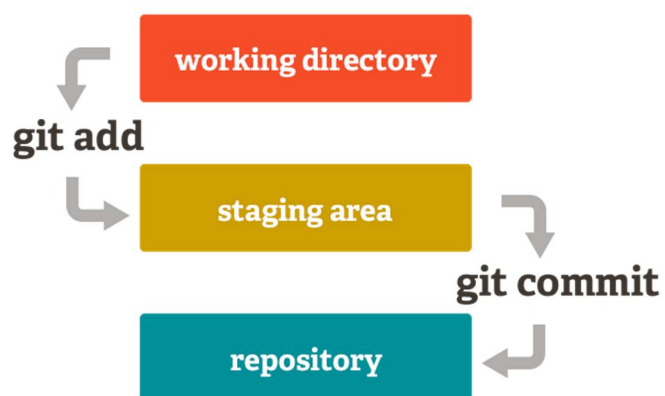 working directory
git add
staging area
git commit
repository